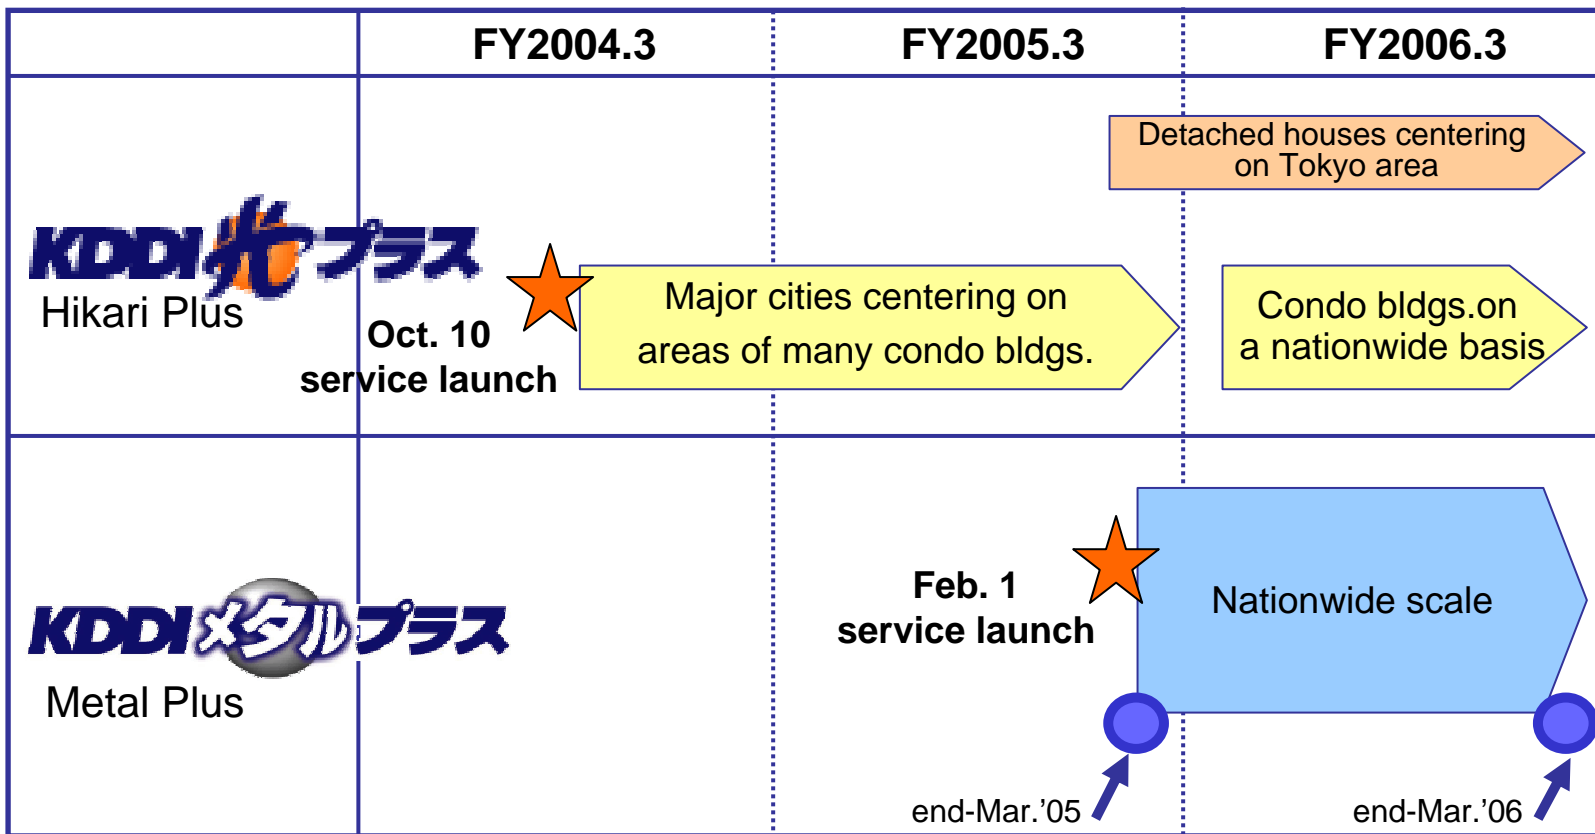 FY2004.3
FY2005.3
FY2006.3
Detached houses centering
on Tokyo area
KDDI光プラス
Hikari Plus
Oct. 10
service launch
Major cities centering on
areas of many condo bldgs.
Condo bldgs.on
a nationwide basis
KDDIメタルプラス
Metal Plus
Feb. 1
service launch
Nationwide scale
end-Mar.'05
end-Mar.'06